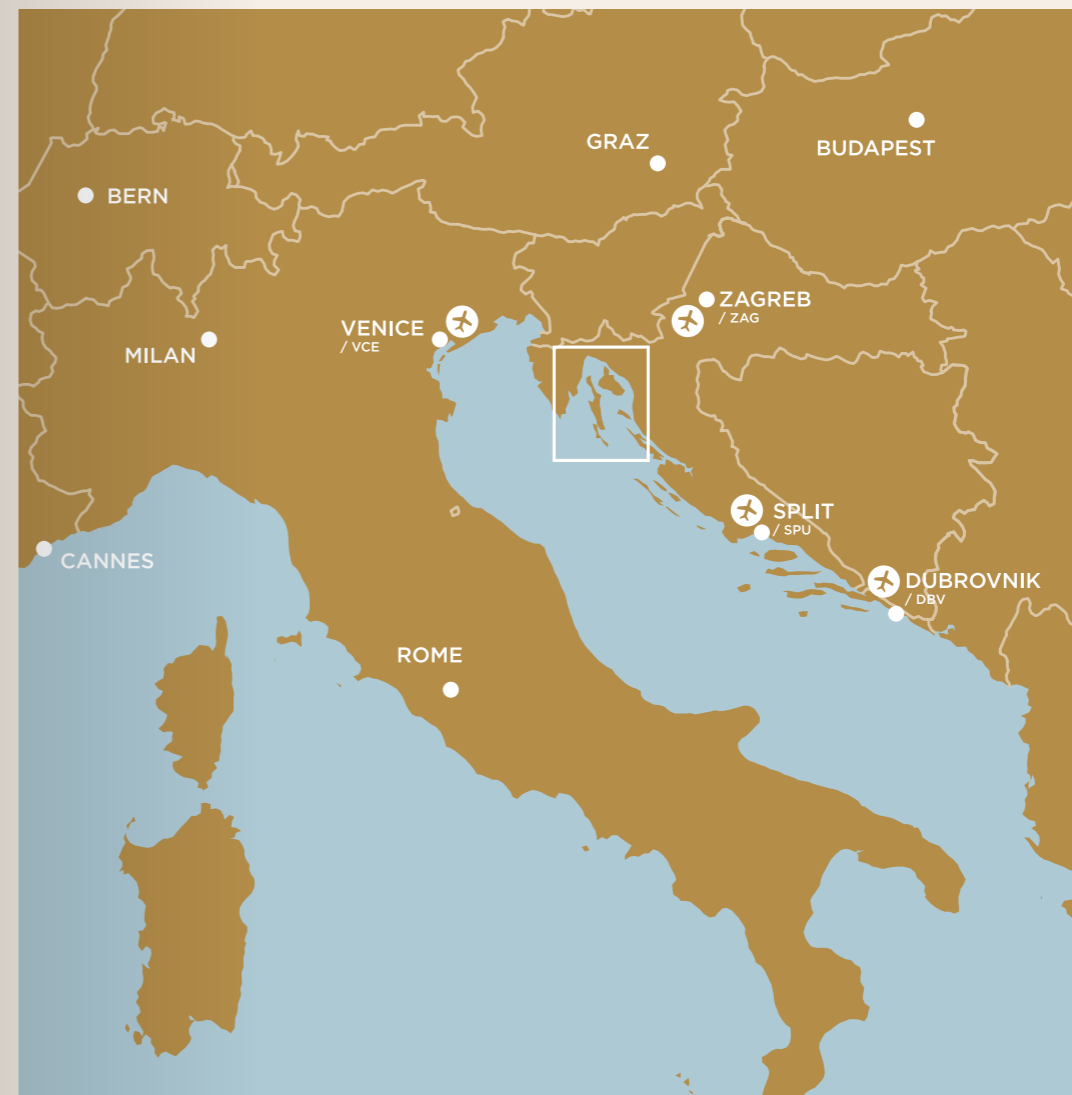 GRAZ
BUDAPEST
BERN
ZAGREB
/ ZAG
VENICE
/ VCE
MILAN
SPLIT
/ SPU
CANNES
DUBROVNIK
/ DBV
ROME